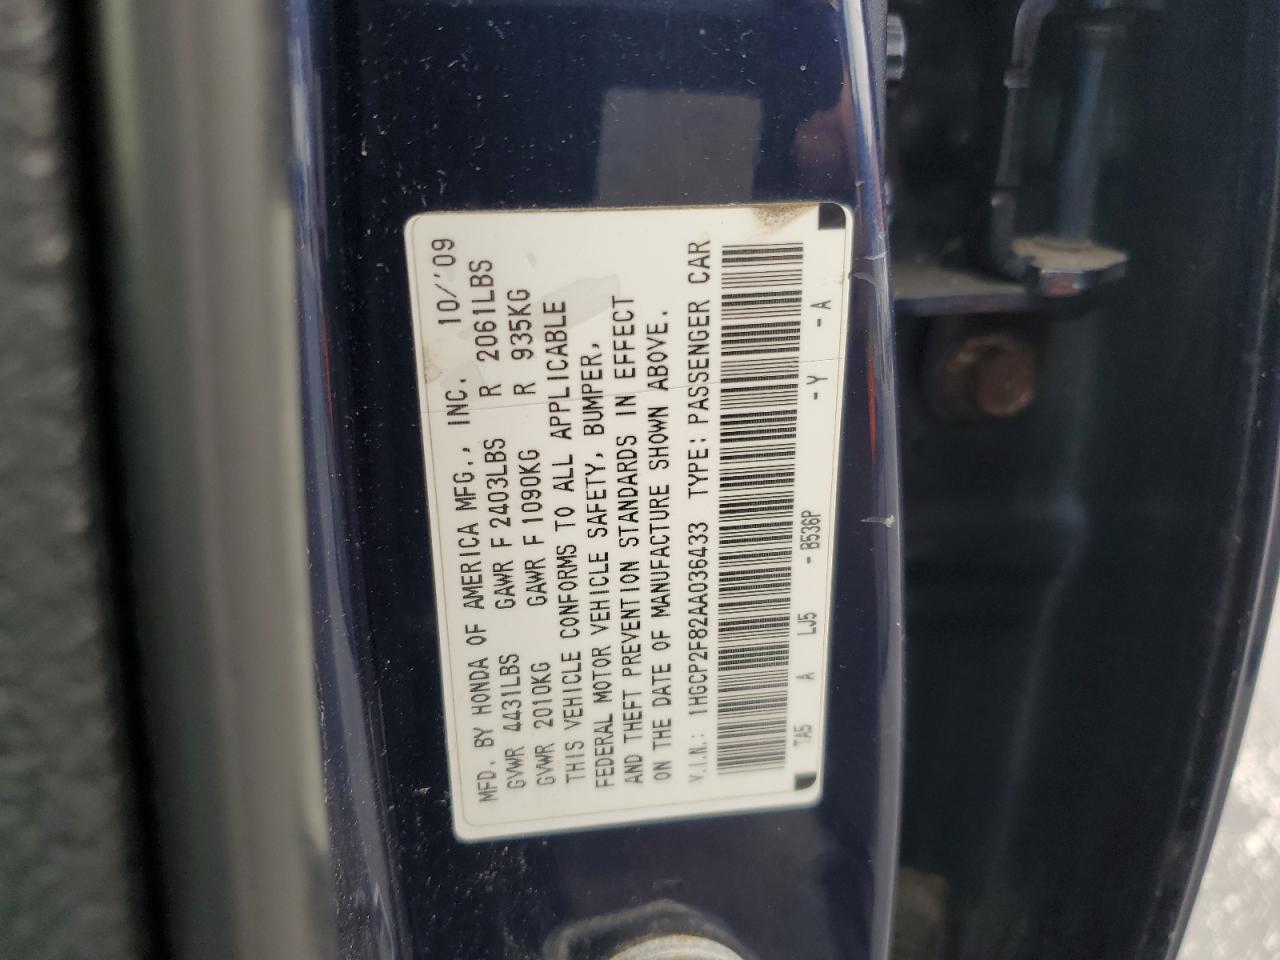 MFD. BY HONDA OF AMERICA MFG., INC. 10/'09
GVWR 4431LBS GAWR F 2403LBS R 2061LBS
GVWR 2010KG GAWR F 1090KG R 935KG
THIS VEHICLE CONFORMS TO ALL APPLICABLE
FEDERAL MOTOR VEHICLE SAFETY, BUMPER,
AND THEFT PREVENTION STANDARDS IN EFFECT
ON THE DATE OF MANUFACTURE SHOWN ABOVE.
V.I.N.: 1HGCP2F82AA036433 TYPE: PASSENGER CAR
TA5 A LJ5 - B536P - Y - A